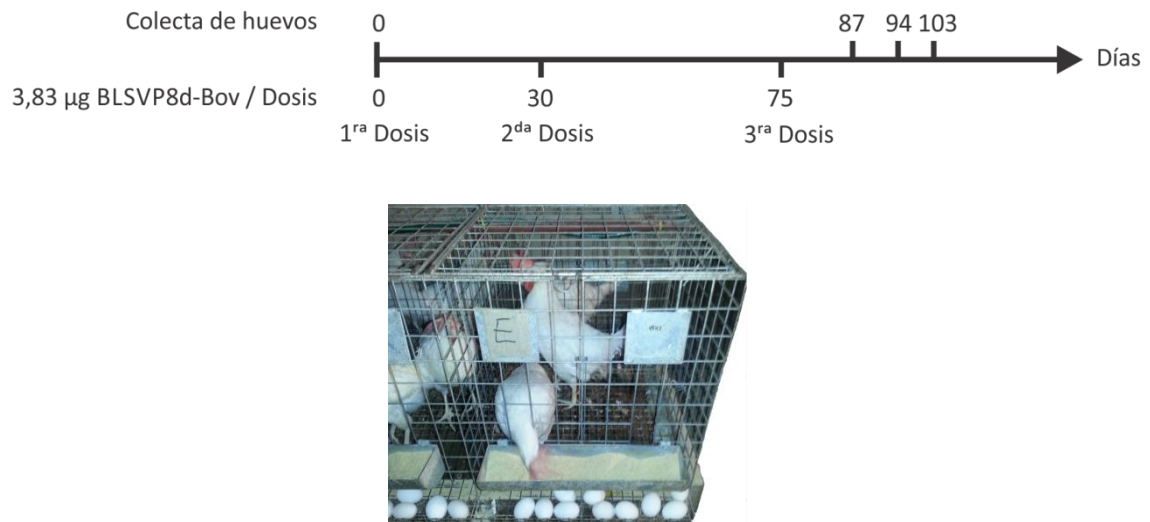 Colecta de huevos 0 87 94 103
Días
3,83 µg BLSVP8d-Bov / Dosis 0 30 75
1ra Dosis 2da Dosis 3ra Dosis
E